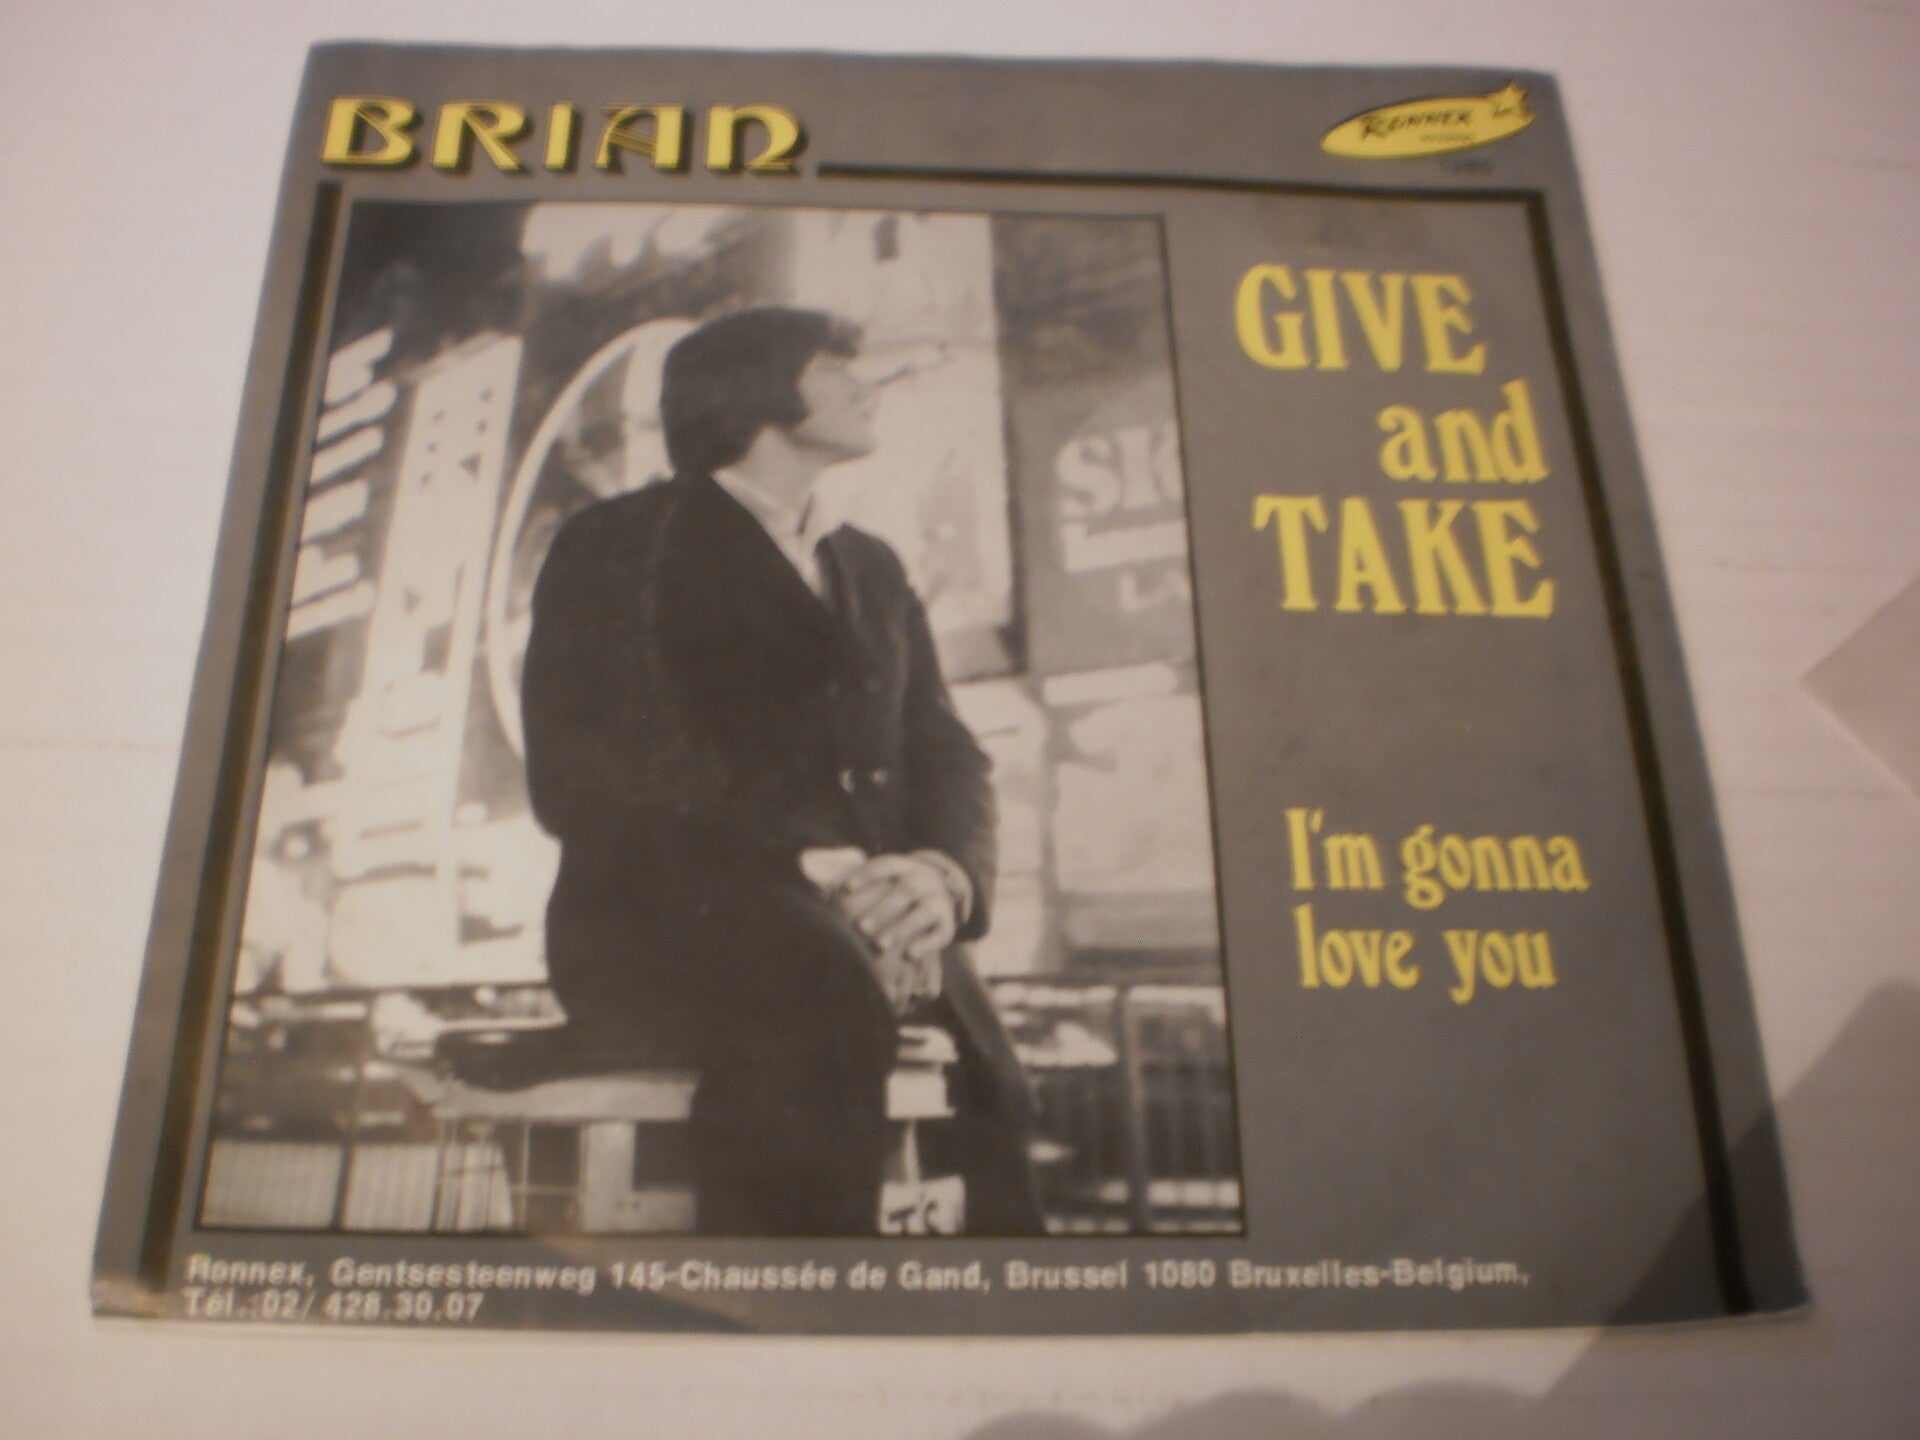 BRIAN
RONNEX
GIVE
and
TAKE
I'm gonna
love you
Ronnex, Gentsesteenweg 145-Chaussée de Gand, Brussel 1080 Bruxelles-Belgium,
Tél.:02/ 428.30.07